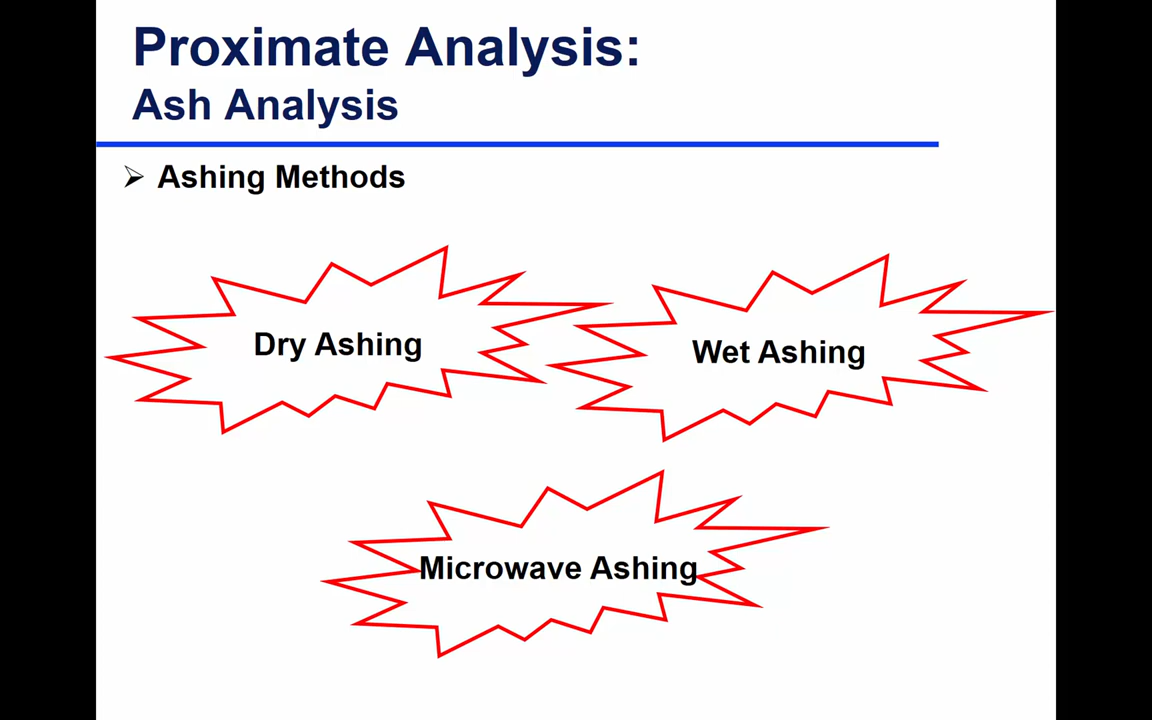 Proximate Analysis:
Ash Analysis
Ashing Methods
Dry Ashing
Wet Ashing
Microwave Ashing